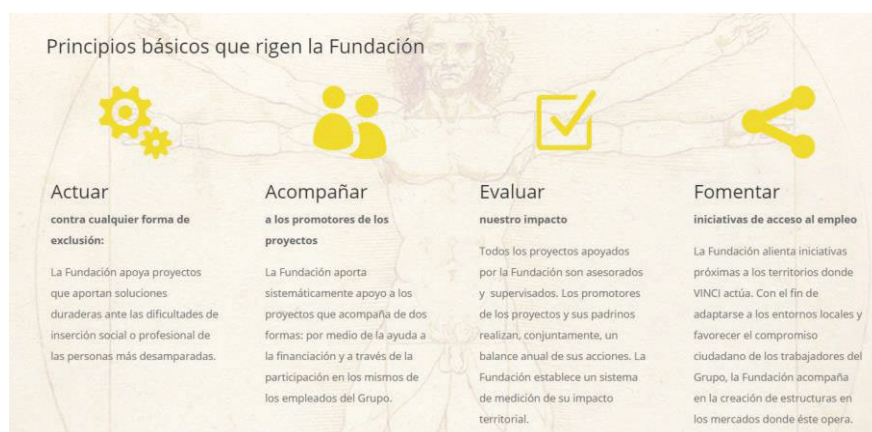 Principios básicos que rigen la Fundación
Actuar
contra cualquier forma de
exclusión:
La Fundación apoya proyectos
que aportan soluciones
duraderas ante las dificultades de
inserción social o profesional de
las personas más desamparadas.
Acompañar
a los promotores de los
proyectos
La Fundación aporta
sistemáticamente apoyo a los
proyectos que acompaña de dos
formas: por medio de la ayuda a
la financiación y a través de la
participación en los mismos de
los empleados del Grupo.
Evaluar
nuestro impacto
Todos los proyectos apoyados
por la Fundación son asesorados
y supervisados. Los promotores
de los proyectos y sus padrinos
realizan, conjuntamente, un
balance anual de sus acciones. La
Fundación establece un sistema
de medición de su impacto
territorial.
Fomentar
iniciativas de acceso al empleo
La Fundación alienta iniciativas
próximas a los territorios donde
VINCI actúa. Con el fin de
adaptarse a los entornos locales y
favorecer el compromiso
ciudadano de los trabajadores del
Grupo, la Fundación acompaña
en la creación de estructuras en
los mercados donde éste opera.